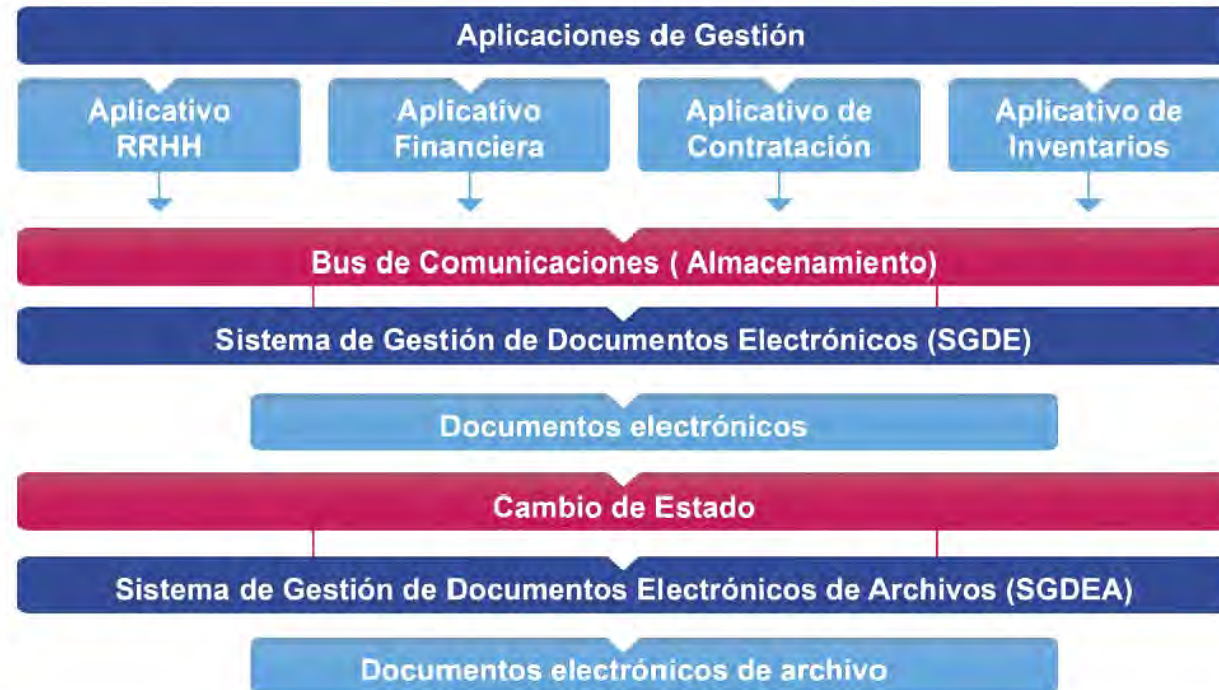 Aplicaciones de Gestión
Aplicativo
RRHH
Aplicativo
Financiera
Aplicativo de
Contratación
Aplicativo de
Inventarios
Bus de Comunicaciones ( Almacenamiento)
Sistema de Gestión de Documentos Electrónicos (SGDE)
Documentos electrónicos
Cambio de Estado
Sistema de Gestión de Documentos Electrónicos de Archivos (SGDEA)
Documentos electrónicos de archivo